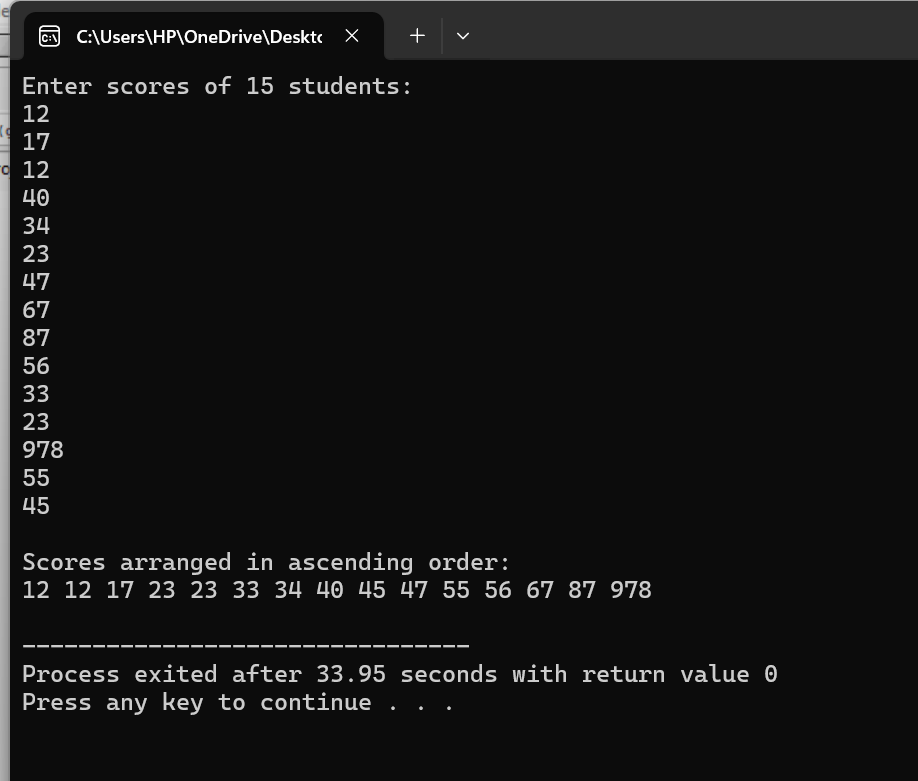 C:\Users\HP\OneDrive\Deskto
Enter scores of 15 students:
12
17
12
40
34
23
47
67
87
56
33
23
978
55
45
Scores arranged in ascending order:
12 12 17 23 23 33 34 40 45 47 55 56 67 87 978
--------------------------------
Process exited after 33.95 seconds with return value 0
Press any key to continue . . .